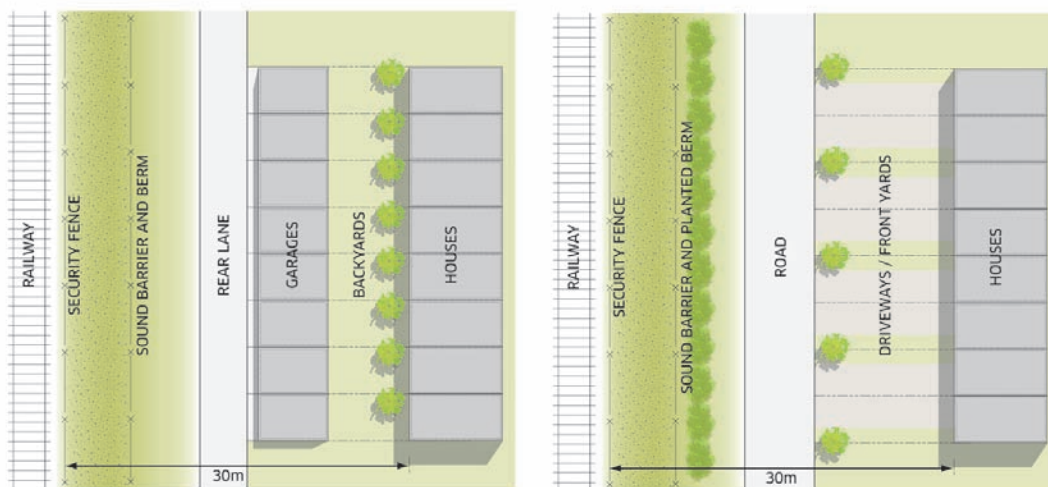 RAILWAY
SECURITY FENCE
SOUND BARRIER AND BERM
REAR LANE
GARAGES
BACKYARDS
HOUSES
30m
RAILWAY
SECURITY FENCE
SOUND BARRIER AND PLANTED BERM
ROAD
DRIVEWAYS / FRONT YARDS
HOUSES
30m